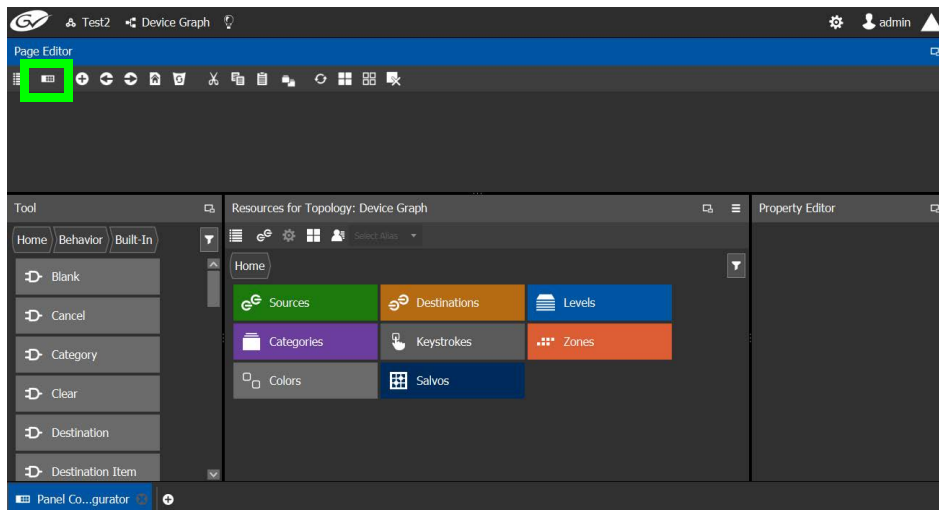 GV Test2 Device Graph admin
Page Editor
Tool
Home Behavior Built-In
Blank
Cancel
Category
Clear
Destination
Destination Item
Resources for Topology: Device Graph
Select Alias
Home
Sources Destinations Levels
Categories Keystrokes Zones
Colors Salvos
Property Editor
Panel Co...gurator